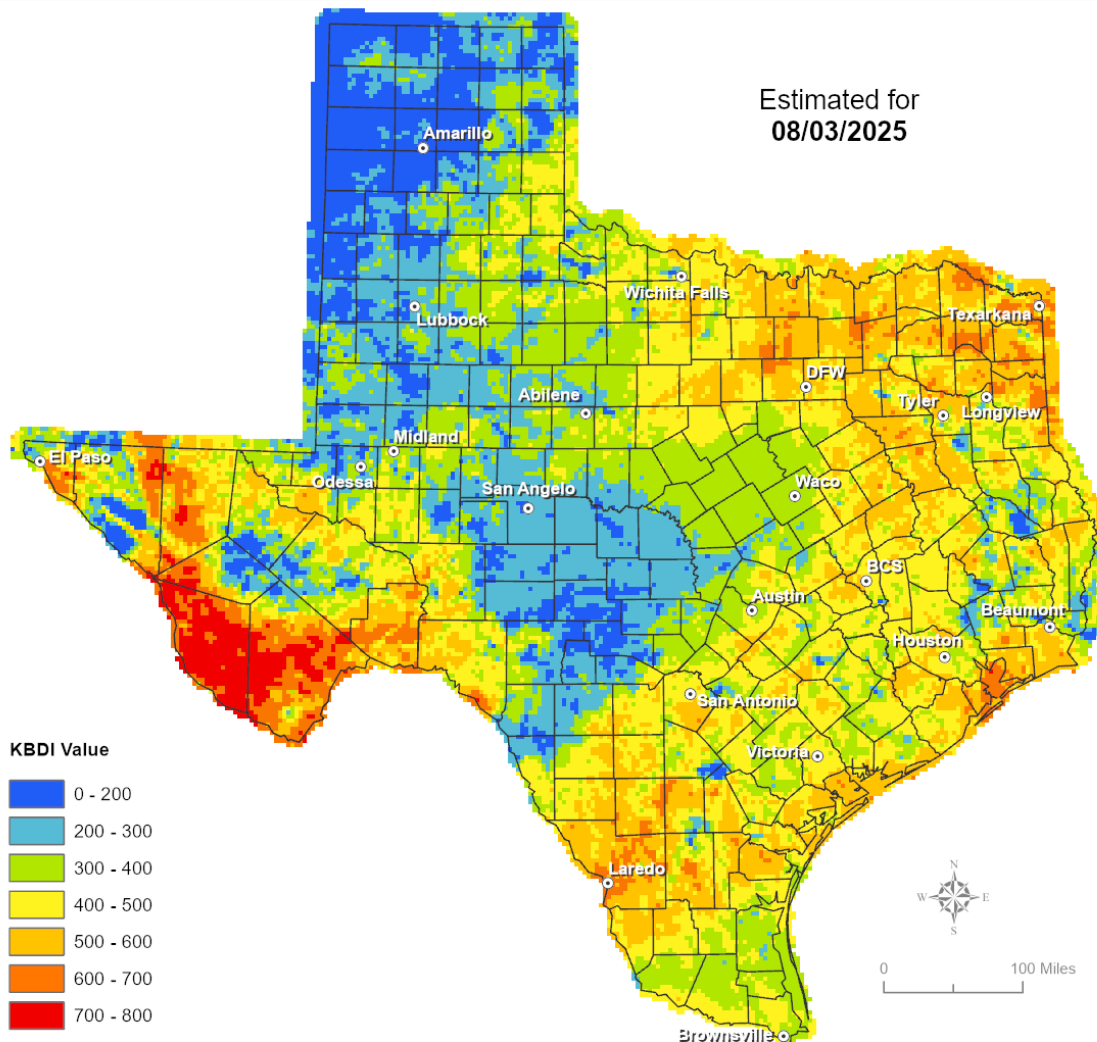 Estimated for
08/03/2025
Amarillo
Wichita Falls
Lubbock
Texarkana
DFW
Abilene
Tyler
Longview
Midland
El Paso
Odessa
San Angelo
Waco
BCS
Austin
Beaumont
Houston
San Antonio
Victoria
Laredo
Brownsville
KBDI Value
0 - 200
200 - 300
300 - 400
400 - 500
500 - 600
600 - 700
700 - 800
N
W E
S
0 100 Miles